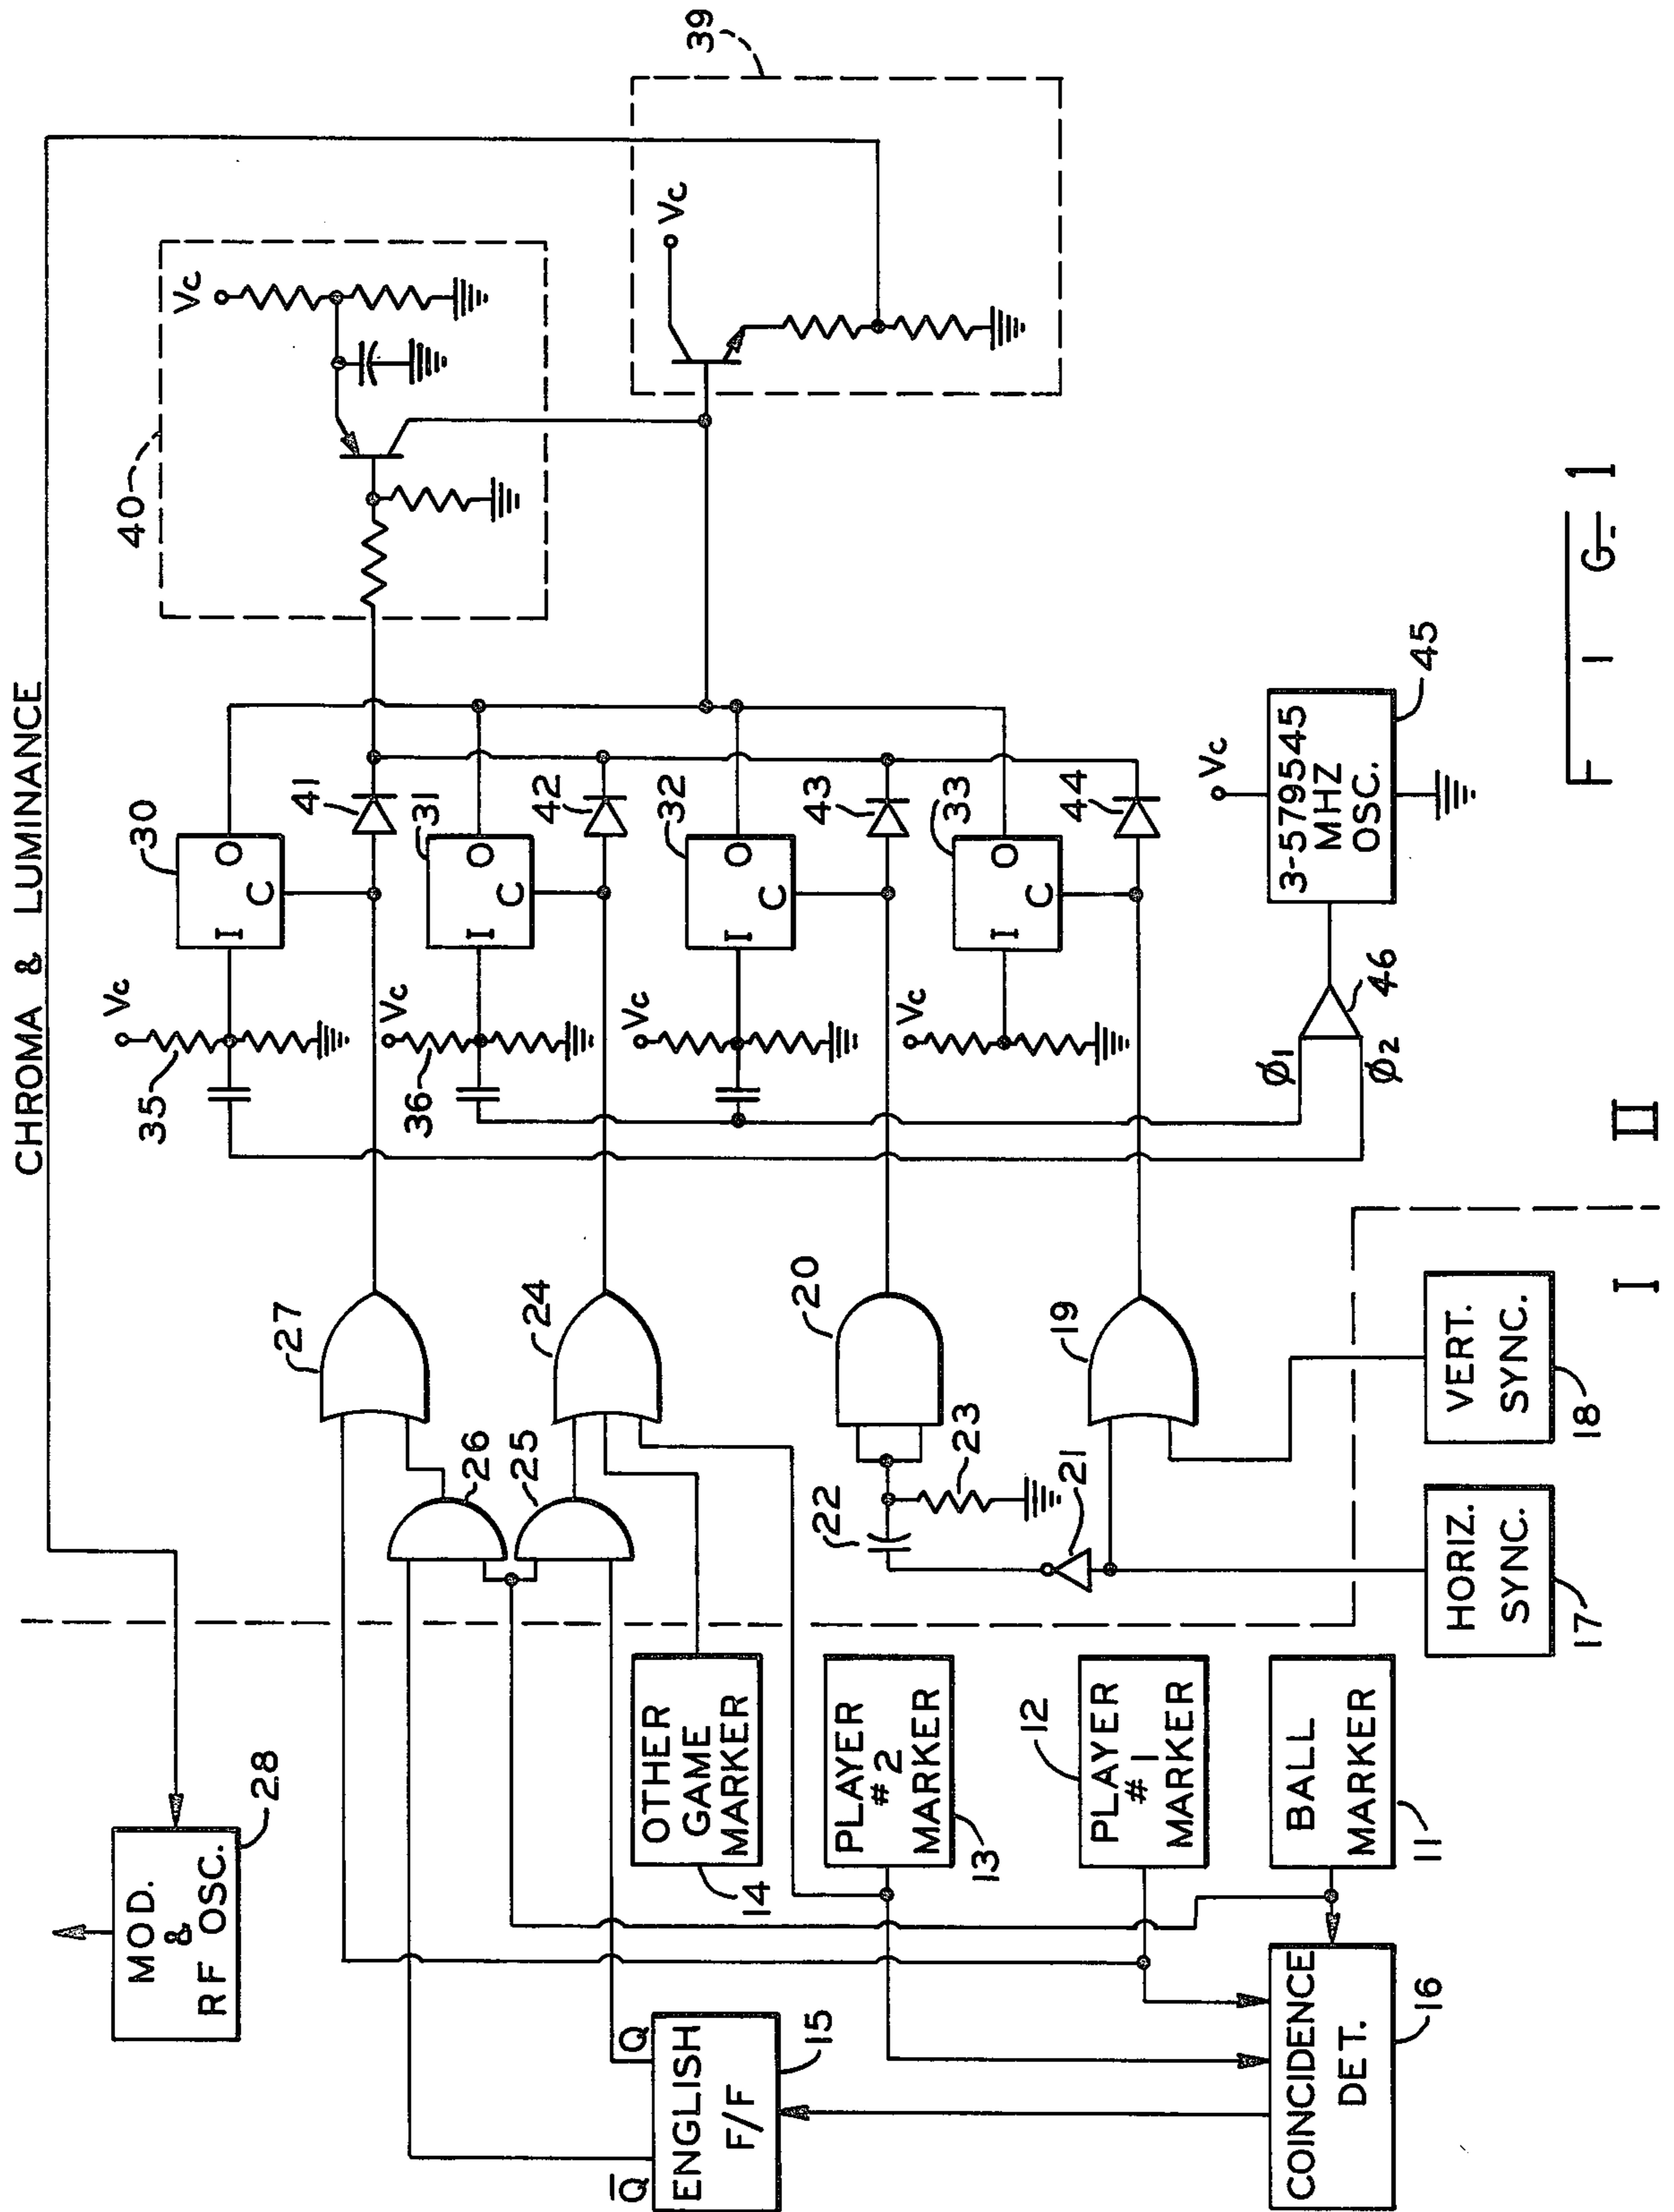 CHROMA & LUMINANCE
39
40
Vc
Vc
30
I
C
O
41
31
I
C
O
42
32
I
C
O
43
33
I
C
O
44
Vc
35
Vc
36
Vc
Vc
Vc
3-579545
MHZ
OSC.
45
46
Ø1
Ø2
27
24
20
19
26
25
22
23
21
VERT.
SYNC.
18
HORIZ.
SYNC.
17
I
II
MOD.
&
RF OSC.
28
OTHER
GAME
MARKER
14
PLAYER
#2
MARKER
13
PLAYER
#1
MARKER
12
BALL
MARKER
11
Q̅
Q
ENGLISH
F/F
15
COINCIDENCE
DET.
16
FIG-1